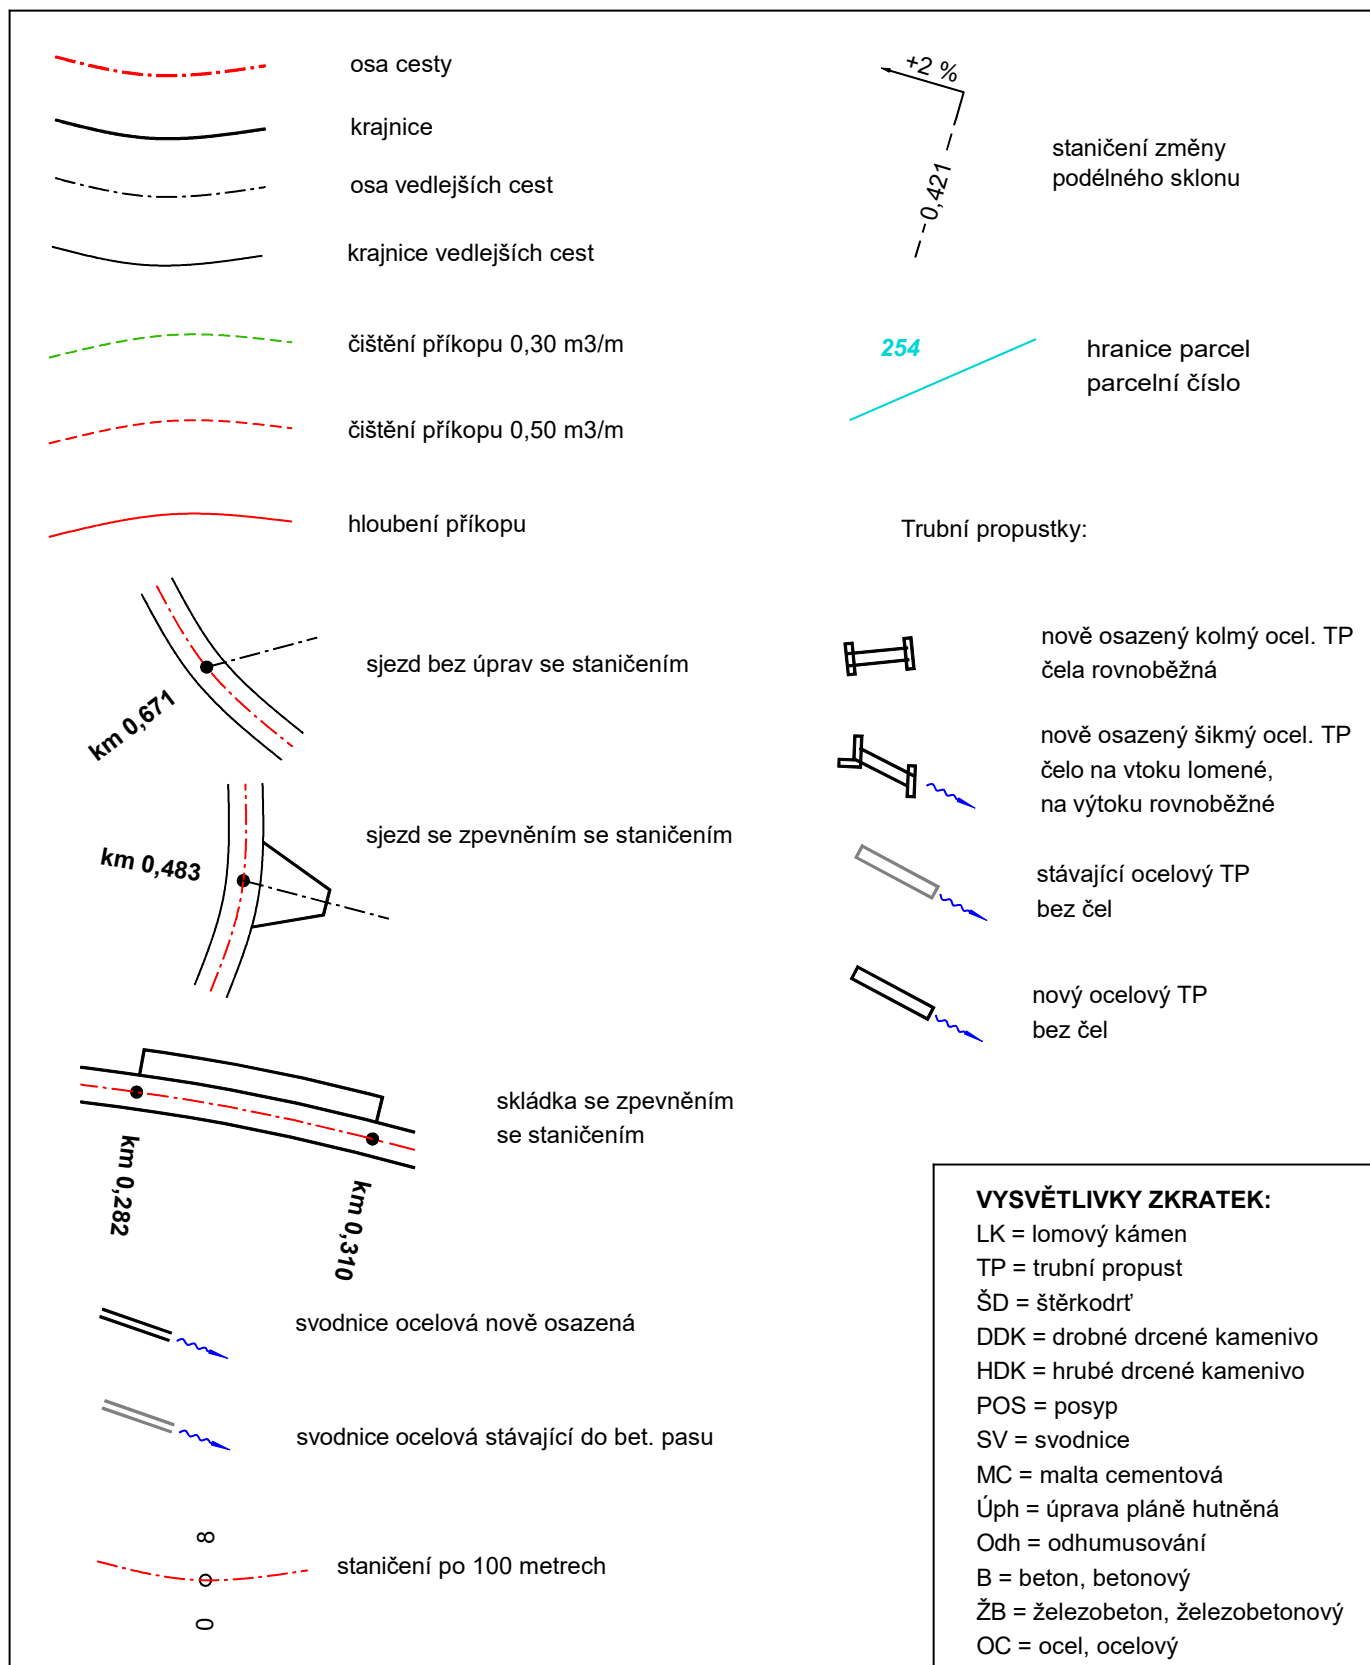 osa cesty
krajnice
osa vedlejších cest
krajnice vedlejších cest
čištění příkopu 0,30 m3/m
čištění příkopu 0,50 m3/m
hloubení příkopu
km 0,671
sjezd bez úprav se staničením
km 0,483
sjezd se zpevněním se staničením
skládka se zpevněním
se staničením
km 0,282
km 0,310
svodnice ocelová nově osazená
svodnice ocelová stávající do bet. pasu
0 8
staničení po 100 metrech
+2 %
0,421
staničení změny
podélného sklonu
254
hranice parcel
parcelní číslo
Trubní propustky:
nově osazený kolmý ocel. TP
čela rovnoběžná
nově osazený šikmý ocel. TP
čelo na vtoku lomené,
na výtoku rovnoběžné
stávající ocelový TP
bez čel
nový ocelový TP
bez čel
VYSVĚTLIVKY ZKRATEK:
LK = lomový kámen
TP = trubní propust
ŠD = štěrkodrť
DDK = drobné drcené kamenivo
HDK = hrubé drcené kamenivo
POS = posyp
SV = svodnice
MC = malta cementová
Úph = úprava pláně hutněná
Odh = odhumusování
B = beton, betonový
ŽB = železobeton, železobetonový
OC = ocel, ocelový